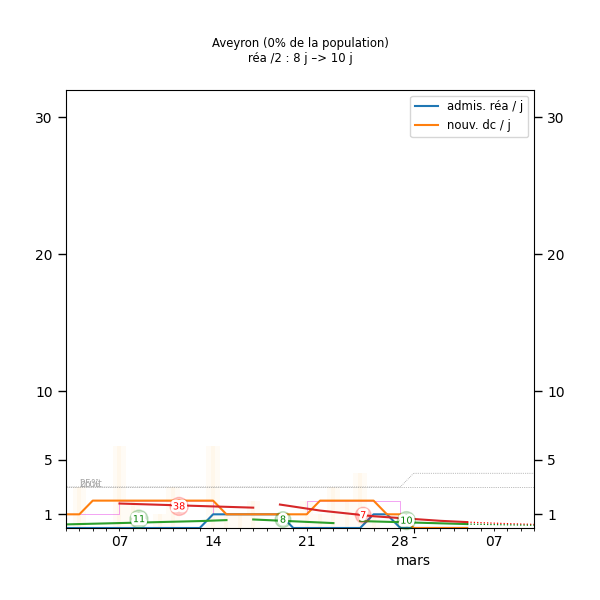 Aveyron (0% de la population)
réa /2 : 8 j –> 10 j
admis. réa / j
nouv. dc / j
30 30
20 20
10 10
5 5
38
11 8 7 10
1 1
07 14 21 28 07
mars